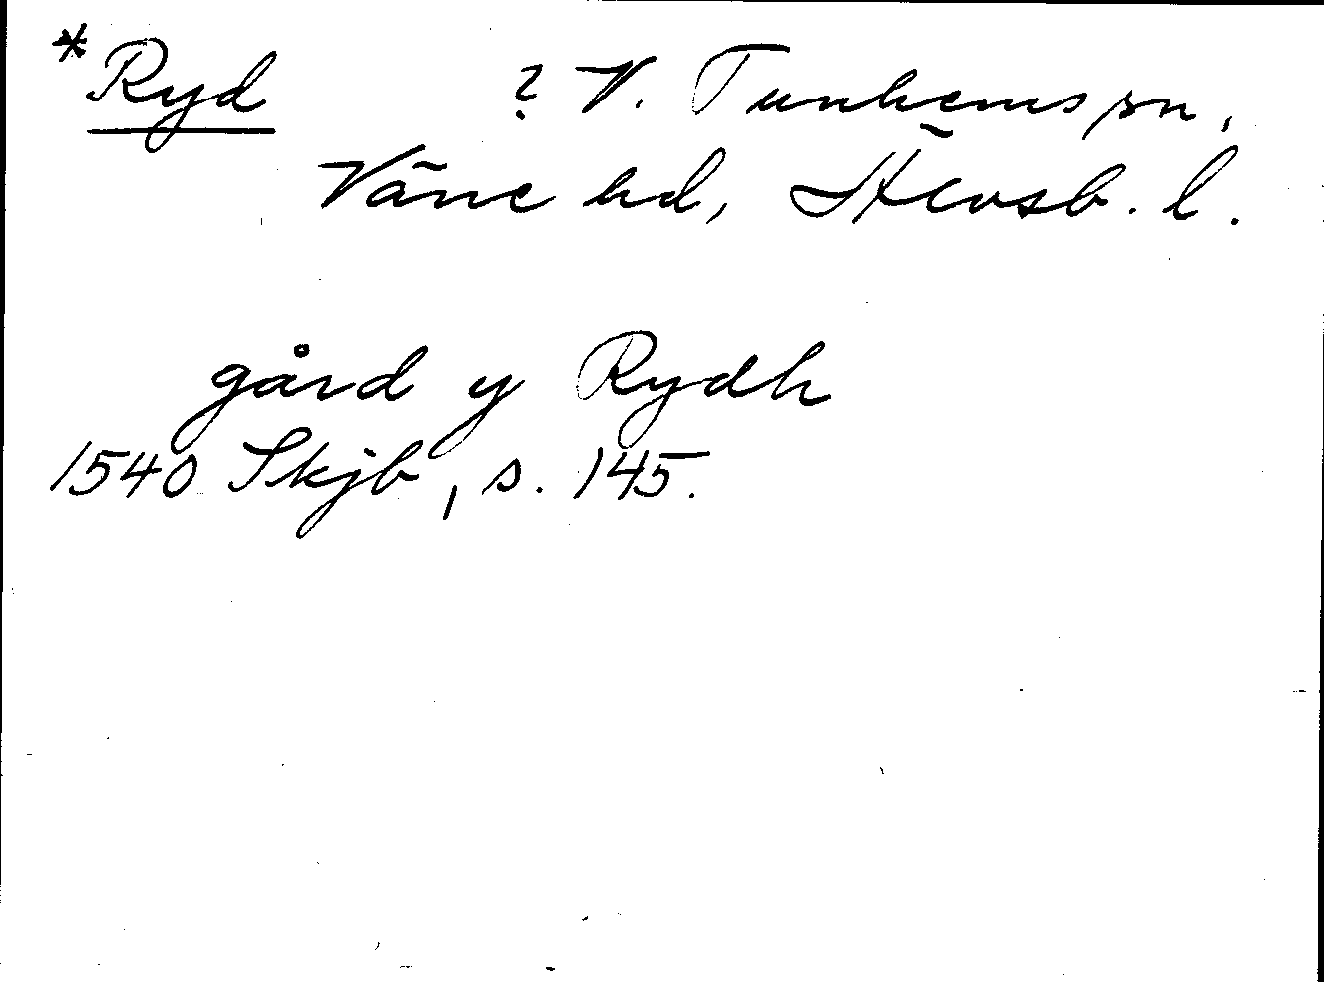 *Ryd ? V. Tunhems sn,
Väne hd, Älvsb. l.
gård y Rydh
1540 Skjb, s. 145.